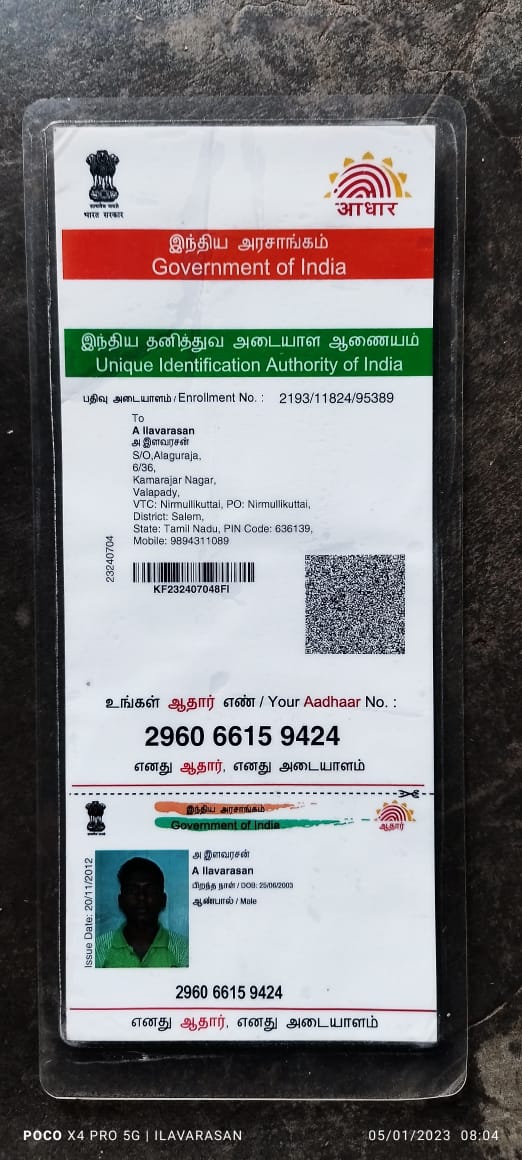 भारत सरकार
आधार
இந்திய அரசாங்கம்
Government of India
இந்திய தனித்துவ அடையாள ஆணையம்
Unique Identification Authority of India
பதிவு அடையாளம் / Enrollment No. : 2193/11824/95389
To
A Ilavarasan
அ இளவரசன்
S/O,Alaguraja,
6/36,
Kamarajar Nagar,
Valapady,
VTC: Nirmullikuttai, PO: Nirmullikuttai,
District: Salem,
State: Tamil Nadu, PIN Code: 636139,
Mobile: 9894311089
23240704
KF232407048FI
உங்கள் ஆதார் எண் / Your Aadhaar No. :
2960 6615 9424
எனது ஆதார், எனது அடையாளம்
இந்திய அரசாங்கம்
Government of India
ஆதார்
அ இளவரசன்
A Ilavarasan
பிறந்த நாள் / DOB: 25/06/2003
ஆண்பால் / Male
Issue Date: 20/11/2012
2960 6615 9424
எனது ஆதார், எனது அடையாளம்
POCO X4 PRO 5G | ILAVARASAN
05/01/2023 08:04